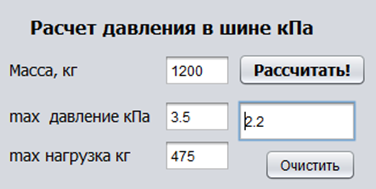 Расчет давления в шине кПа
Масса, кг 1200 Рассчитать!
max давление кПа 3.5 2.2
max нагрузка кг 475 Очистить